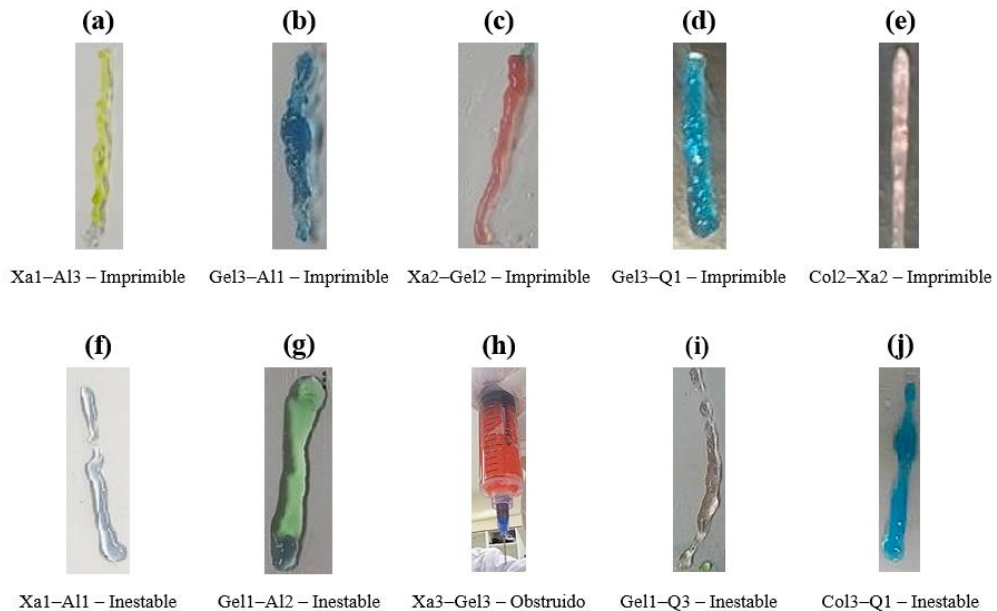 (a) (b) (c) (d) (e)
Xa1–Al3 – Imprimible Gel3–Al1 – Imprimible Xa2–Gel2 – Imprimible Gel3–Q1 – Imprimible Col2–Xa2 – Imprimible
(f) (g) (h) (i) (j)
Xa1–Al1 – Inestable Gel1–Al2 – Inestable Xa3–Gel3 – Obstruido Gel1–Q3 – Inestable Col3–Q1 – Inestable